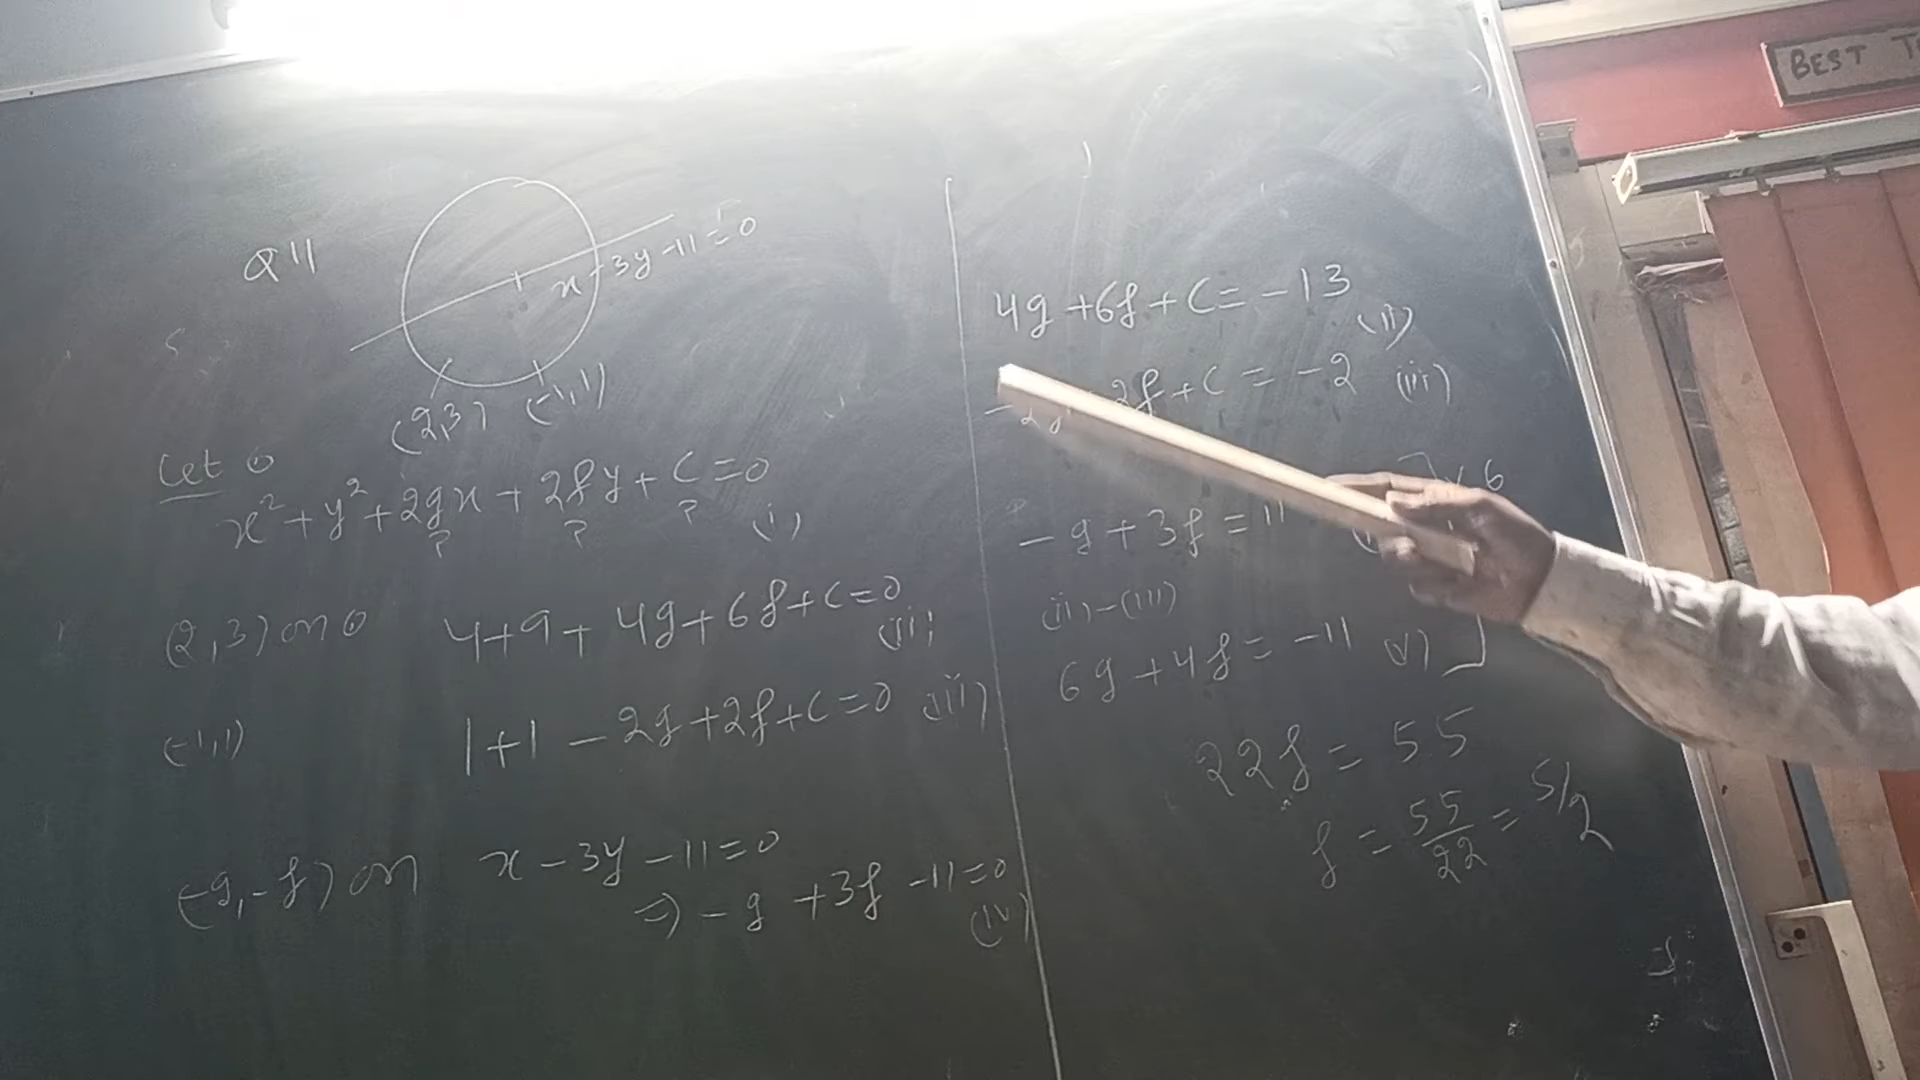 Q 11
x - 3y - 11 = 0
(2,3) (-1,1)
Let ⊙
x² + y² + 2gx + 2fy + c = 0 (i)
? ? ?
(2,3) on ⊙ 4 + 9 + 4g + 6f + c = 0 (ii)
(-1,1) 1 + 1 - 2g + 2f + c = 0 (iii)
(-g,-f) on x - 3y - 11 = 0
⇒ -g + 3f - 11 = 0
(iv)
4g + 6f + c = -13 (ii)
2f + c = -2 (iii)
-g + 3f = 11
x 6
(ii) - (iii)
6g + 4f = -11 v)
22f = 55
f = 55/22 = 5/2
BEST